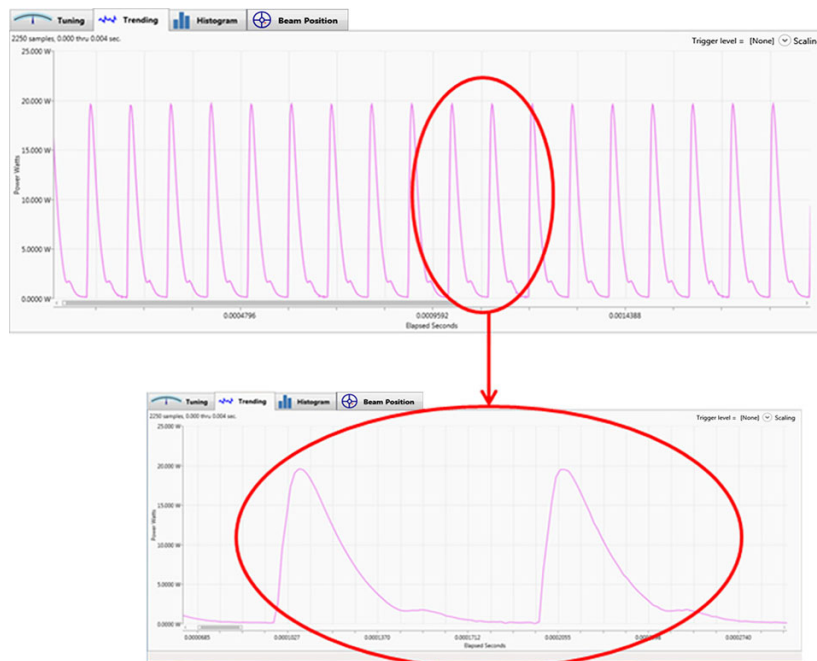 Tuning Trending Histogram Beam Position
2250 samples, 0.000 thru 0.004 sec.
Trigger level = [None] Scaling
25.000 W
20.000 W
15.000 W
10.000 W
5.0000 W
0.0000 W
Power Watts
0.0004796 0.0009592 0.0014388
Elapsed Seconds
Tuning Trending Histogram Beam Position
2250 samples, 0.000 thru 0.004 sec.
Trigger level = [None] Scaling
25.000 W
20.000 W
15.000 W
10.000 W
5.0000 W
0.0000 W
Power Watts
0.0000685 0.0001027 0.0001370 0.0001712 0.0002055 0.0002740
Elapsed Seconds